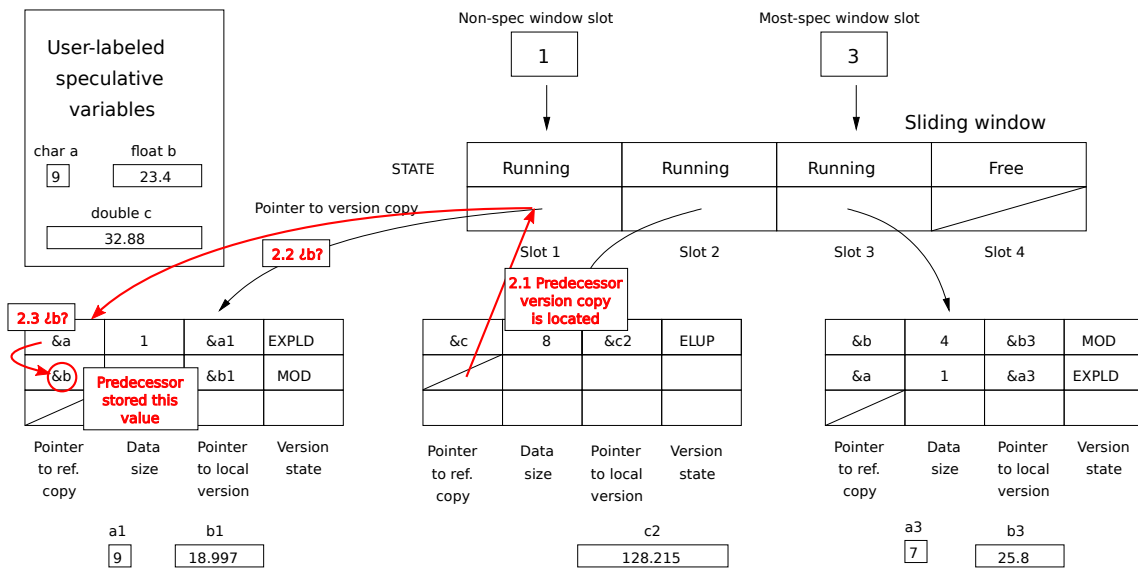 Non-spec window slot
Most-spec window slot
User-labeled
speculative
variables
1
3
Sliding window
char a
float b
9
23.4
double c
32.88
STATE
Running
Running
Running
Free
Pointer to version copy
2.2 ¿b?
Slot 1
Slot 2
Slot 3
Slot 4
2.1 Predecessor
version copy
is located
2.3 ¿b?
&a
1
&a1
EXPLD
&b
&b1
MOD
Predecessor
stored this
value
&c
8
&c2
ELUP
&b
4
&b3
MOD
&a
1
&a3
EXPLD
Pointer
to ref.
copy
Data
size
Pointer
to local
version
Version
state
Pointer
to ref.
copy
Data
size
Pointer
to local
version
Version
state
Pointer
to ref.
copy
Data
size
Pointer
to local
version
Version
state
a1
9
b1
18.997
c2
128.215
a3
7
b3
25.8